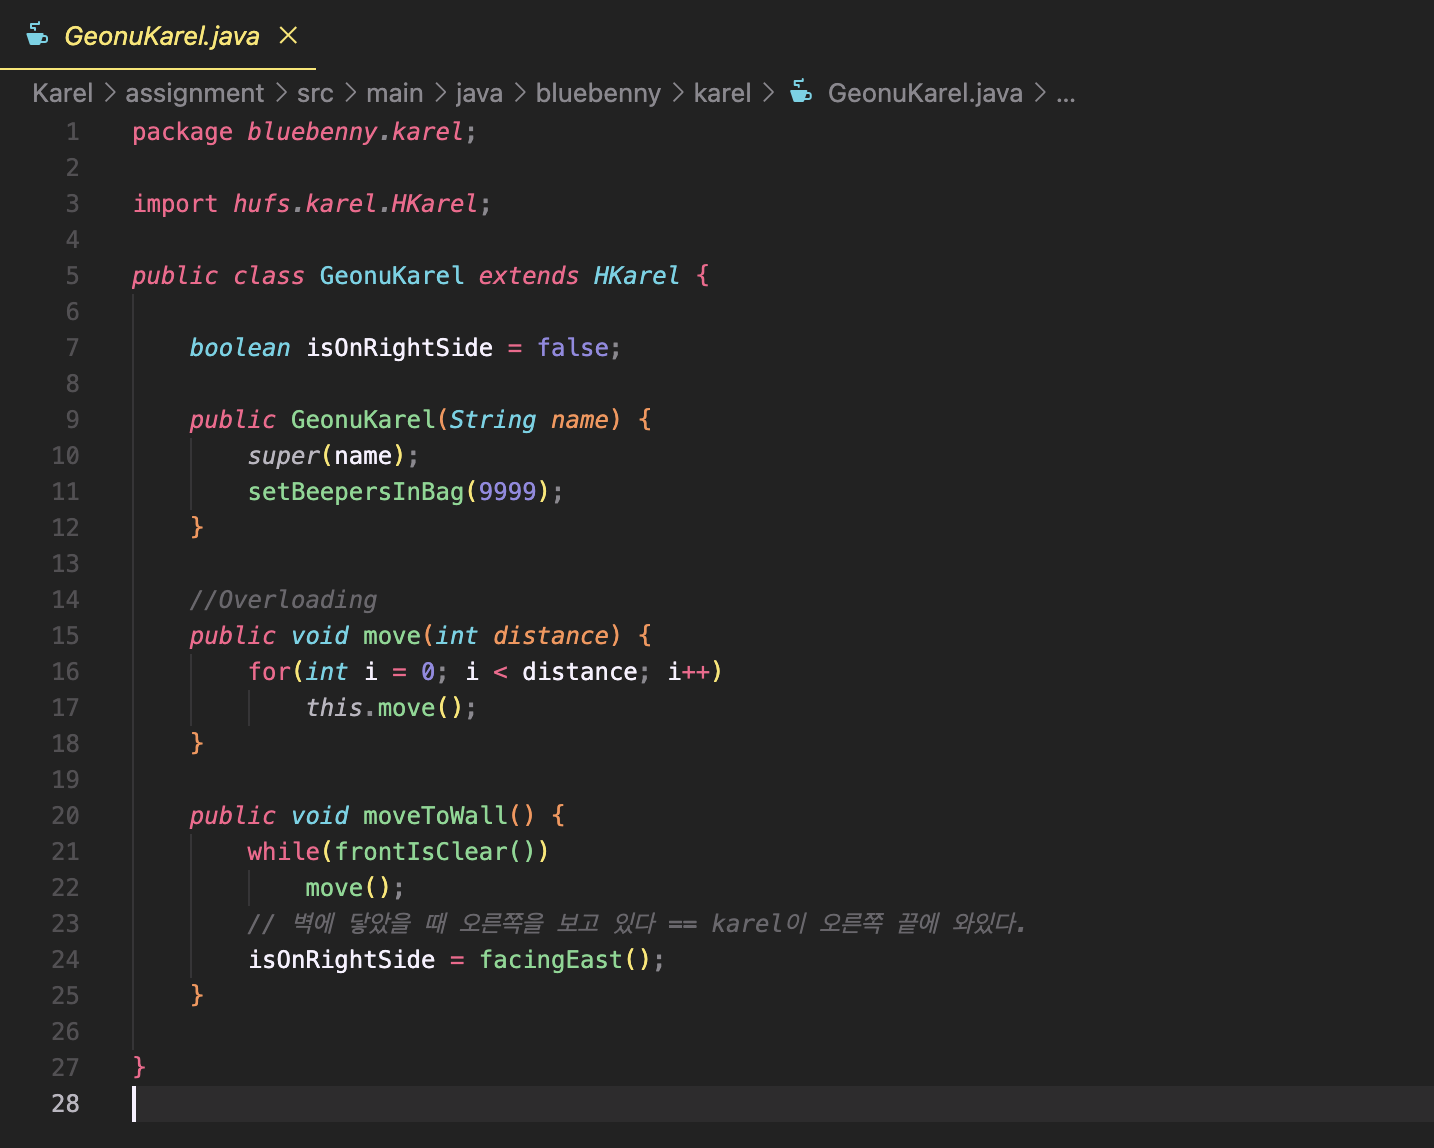 GeonuKarel.java
Karel > assignment > src > main > java > bluebenny > karel > GeonuKarel.java > ...
1 package bluebenny.karel;
2
3 import hufs.karel.HKarel;
4
5 public class GeonuKarel extends HKarel {
6
7     boolean isOnRightSide = false;
8
9     public GeonuKarel(String name) {
10         super(name);
11         setBeepersInBag(9999);
12     }
13
14     //Overloading
15     public void move(int distance) {
16         for(int i = 0; i < distance; i++)
17             this.move();
18     }
19
20     public void moveToWall() {
21         while(frontIsClear())
22             move();
23         // 벽에 닿았을 때 오른쪽을 보고 있다 == karel이 오른쪽 끝에 와있다.
24         isOnRightSide = facingEast();
25     }
26
27 }
28